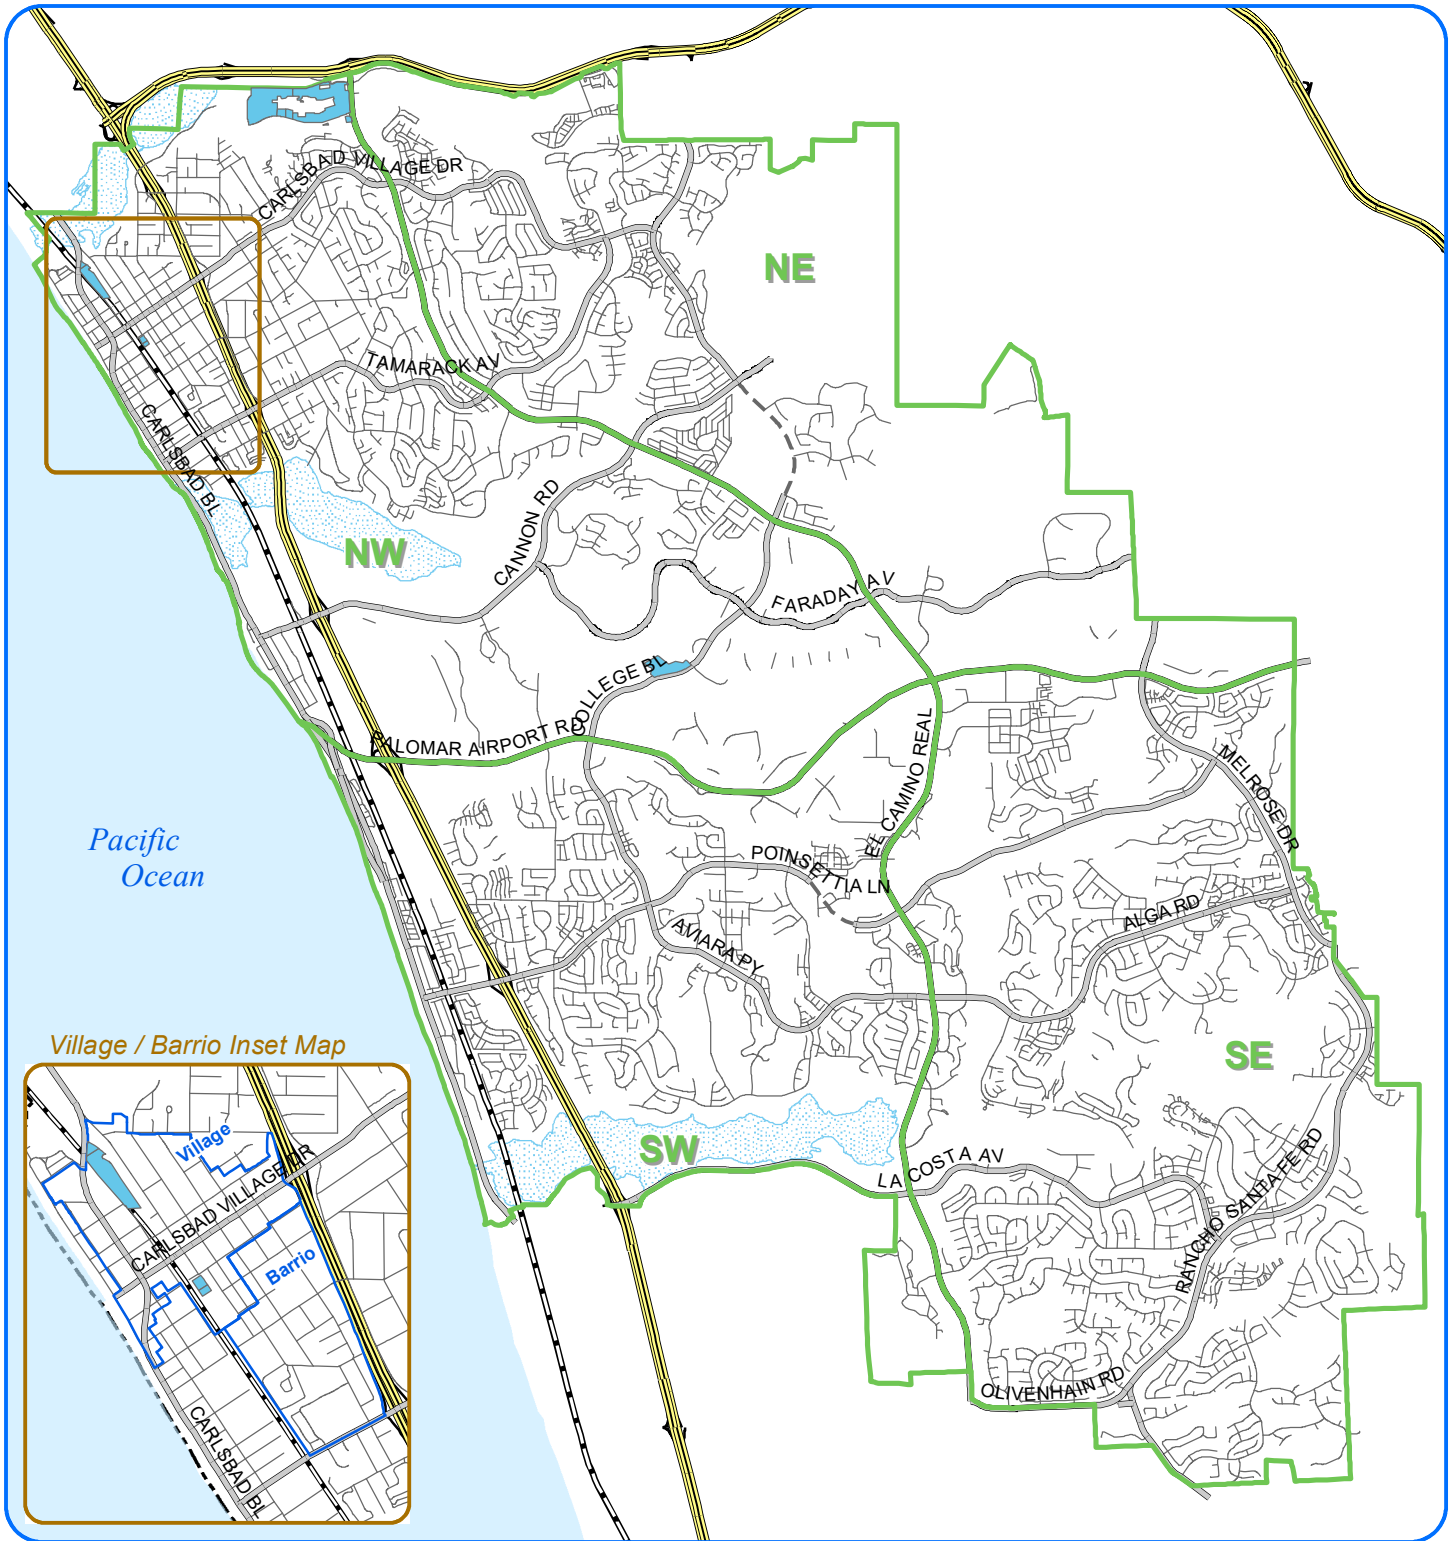 CARLSBAD VILLAGE DR
NE
TAMARACK AV
CARLSBAD BL
CANNON RD
NW
FARADAY AV
COLLEGE BL
PALOMAR AIRPORT RD
EL CAMINO REAL
MELROSE DR
Pacific
Ocean
POINSETTIA LN
ALGA RD
AVIARA PY
Village / Barrio Inset Map
SE
SW
LA COSTA AV
RANCHO SANTA FE RD
OLIVENHAIN RD
Village
CARLSBAD VILLAGE DR
Barrio
CARLSBAD BL